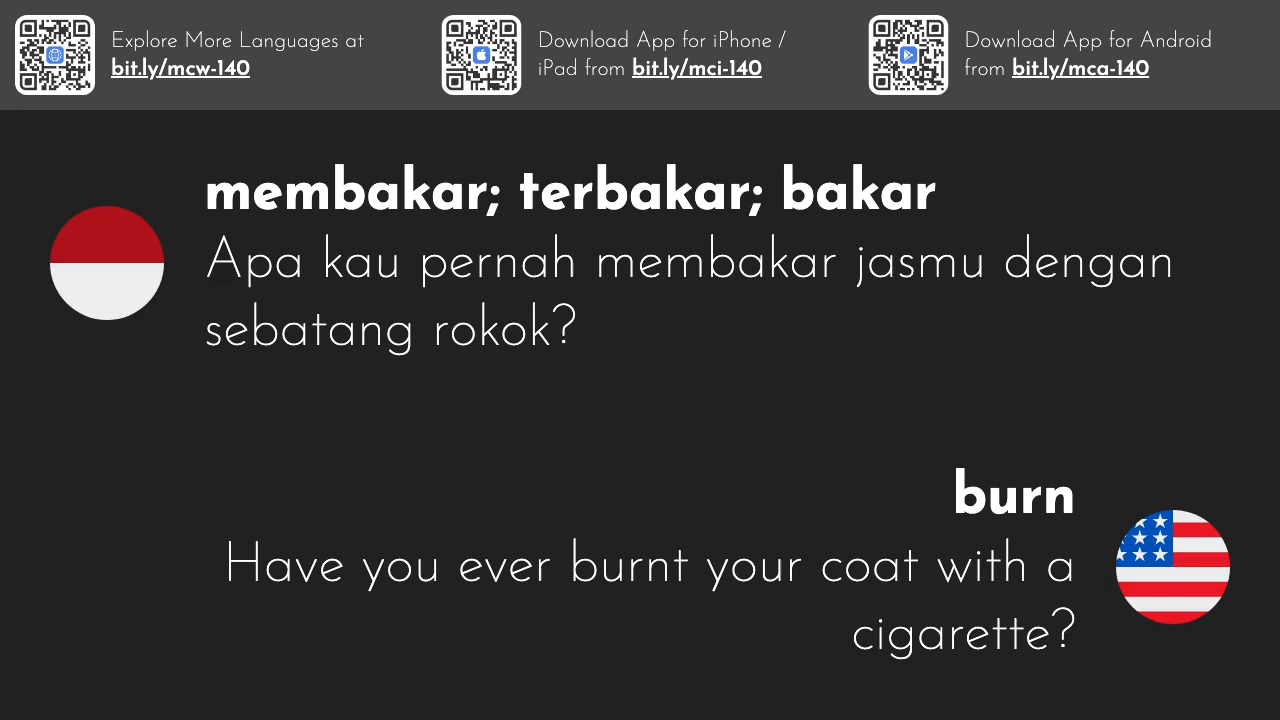 Explore More Languages at
bit.ly/mcw-140
Download App for iPhone /
iPad from bit.ly/mci-140
Download App for Android
from bit.ly/mca-140
membakar; terbakar; bakar
Apa kau pernah membakar jasmu dengan
sebatang rokok?
burn
Have you ever burnt your coat with a
cigarette?